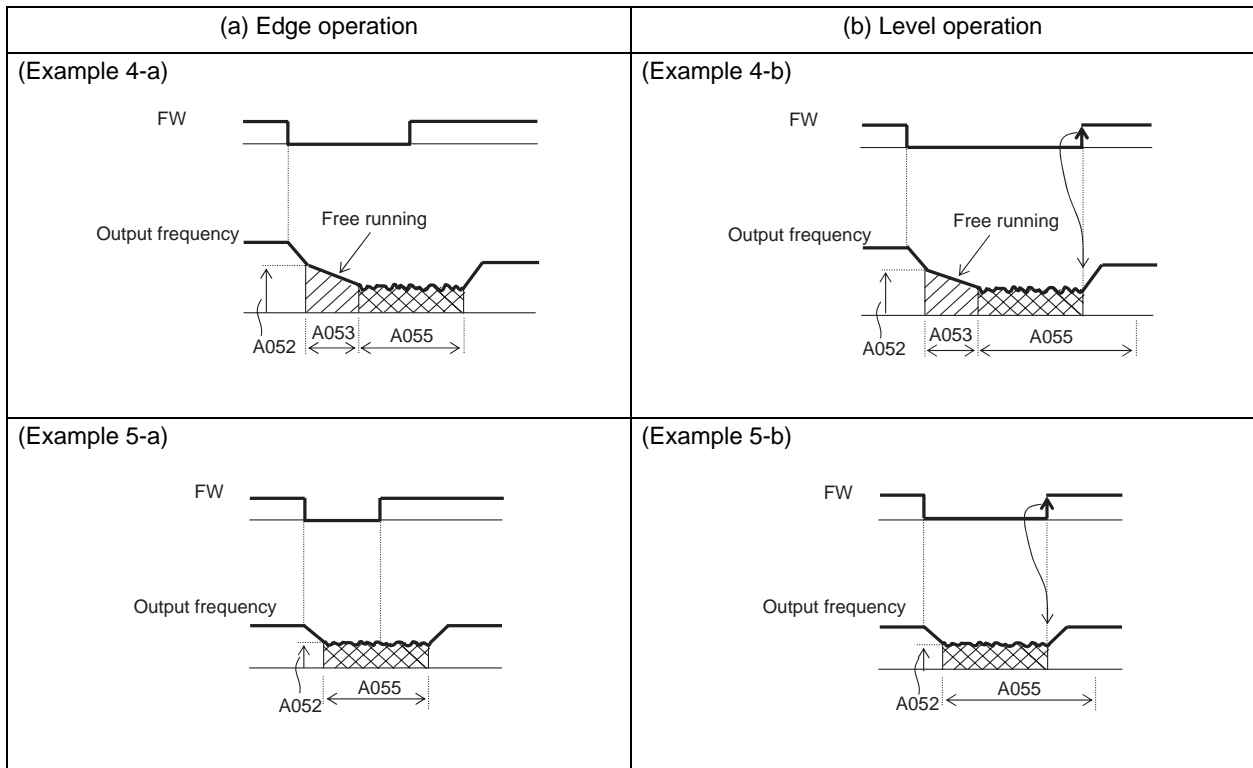 (a) Edge operation
(b) Level operation
(Example 4-a)
FW
Free running
Output frequency
A052
A053
A055
(Example 4-b)
FW
Free running
Output frequency
A052
A053
A055
(Example 5-a)
FW
Output frequency
A052
A055
(Example 5-b)
FW
Output frequency
A052
A055